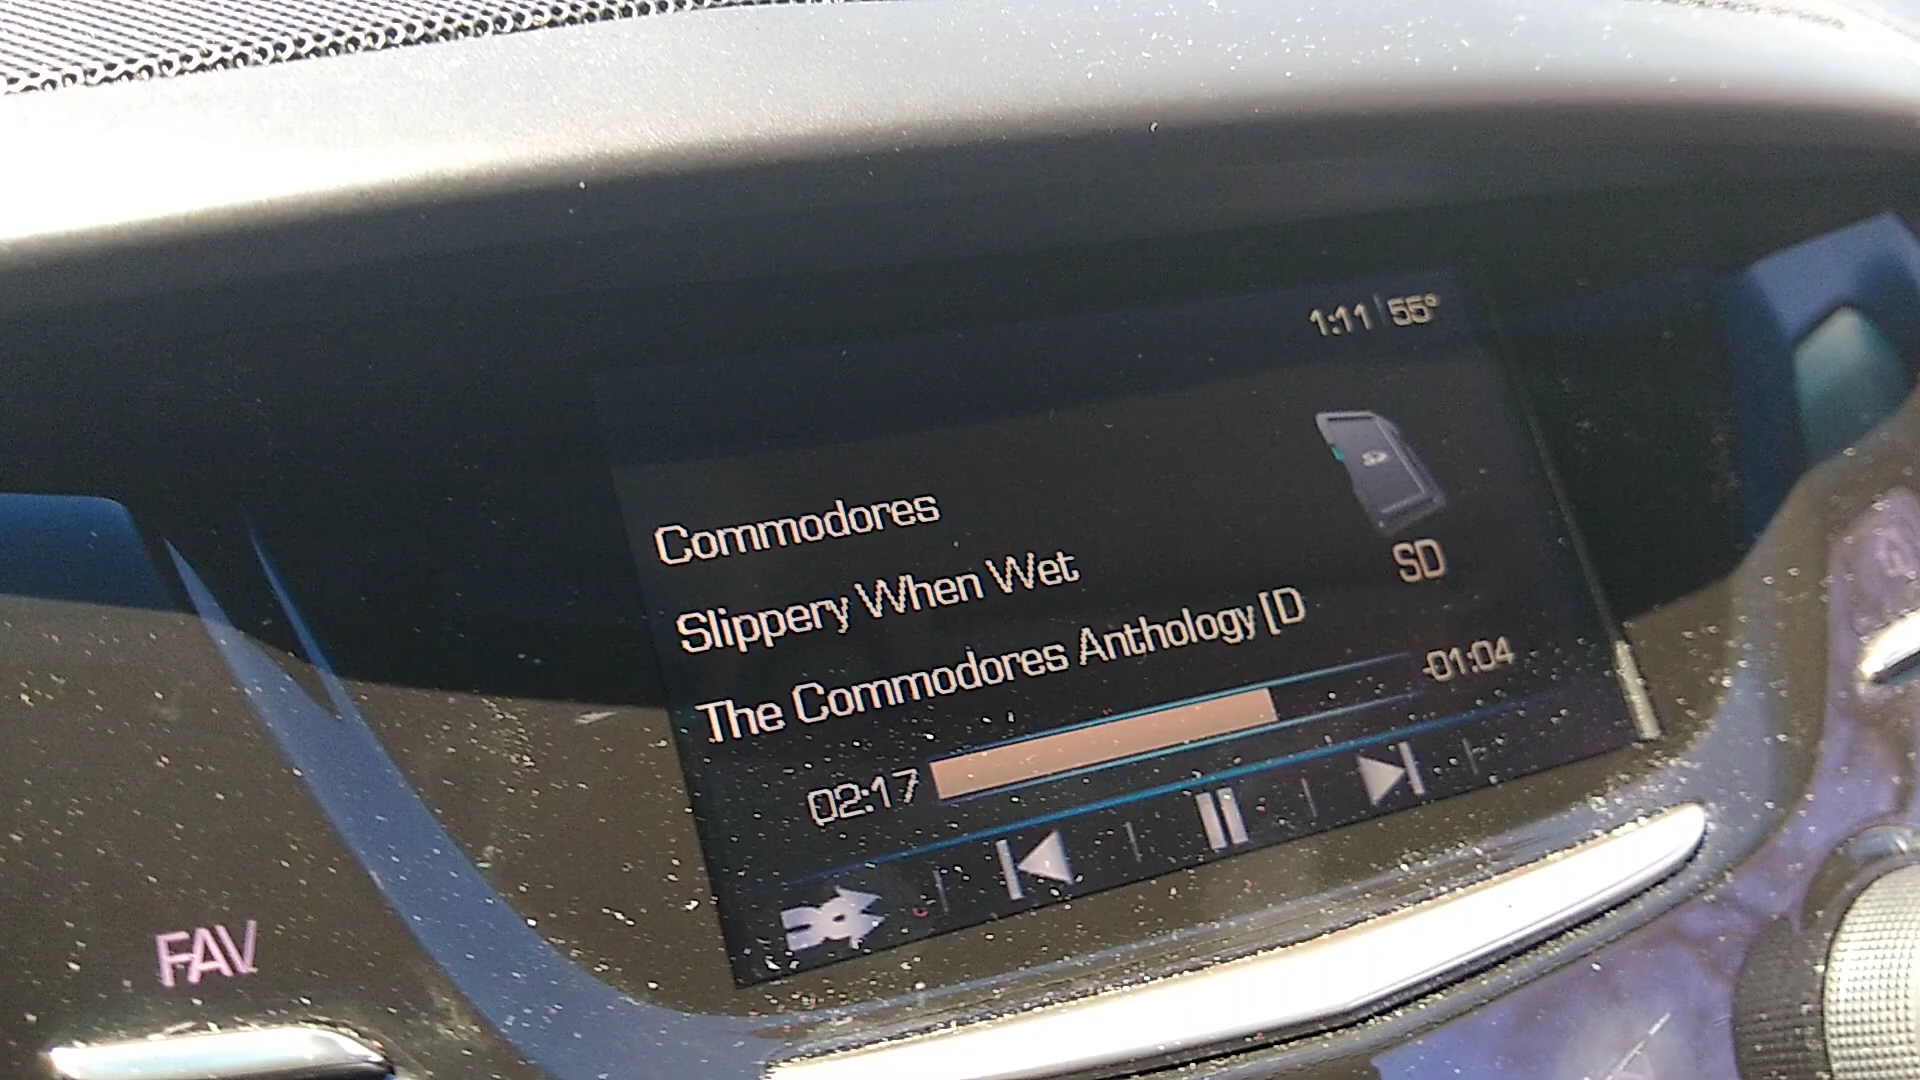 1:11 55°
Commodores
Slippery When Wet
SD
The Commodores Anthology [D
02:17 -01:04
FAV